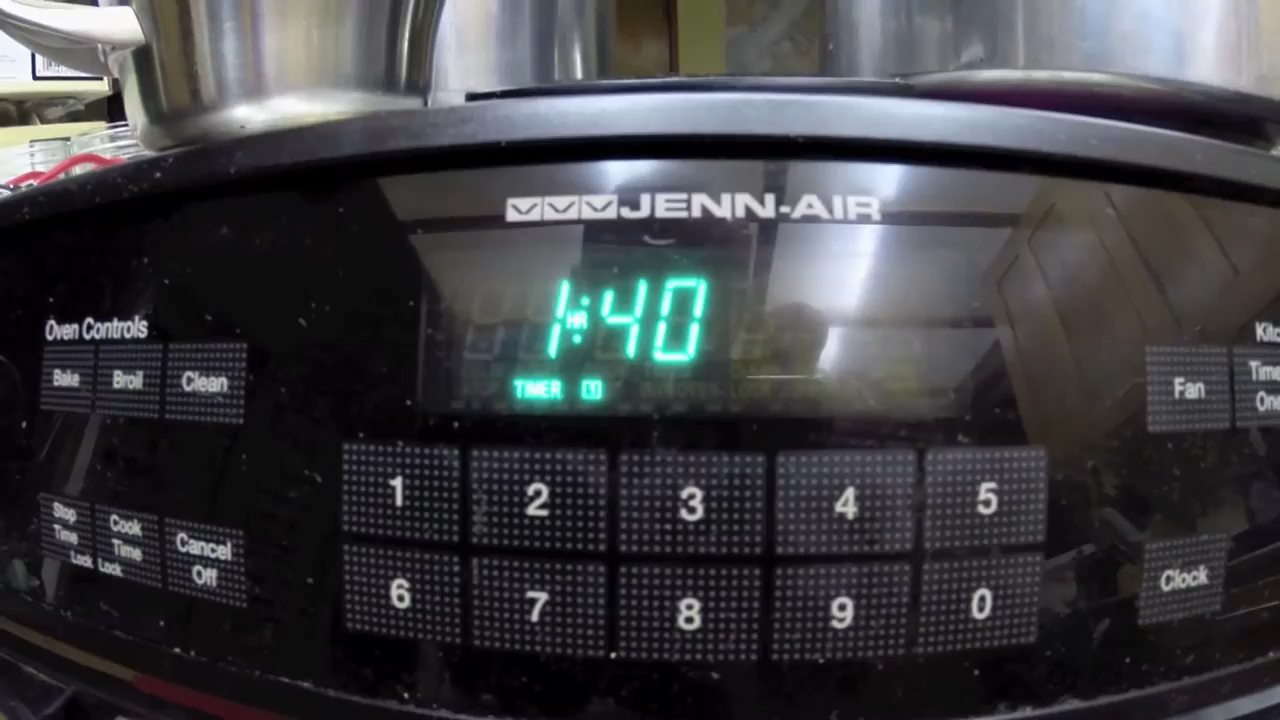 JENN-AIR
1:40
HR
TIMER 1
Oven Controls
Bake Broil Clean
Stop Time
Cook Time
Lock Lock
Cancel Off
1 2 3 4 5
6 7 8 9 0
Fan
Clock
Time